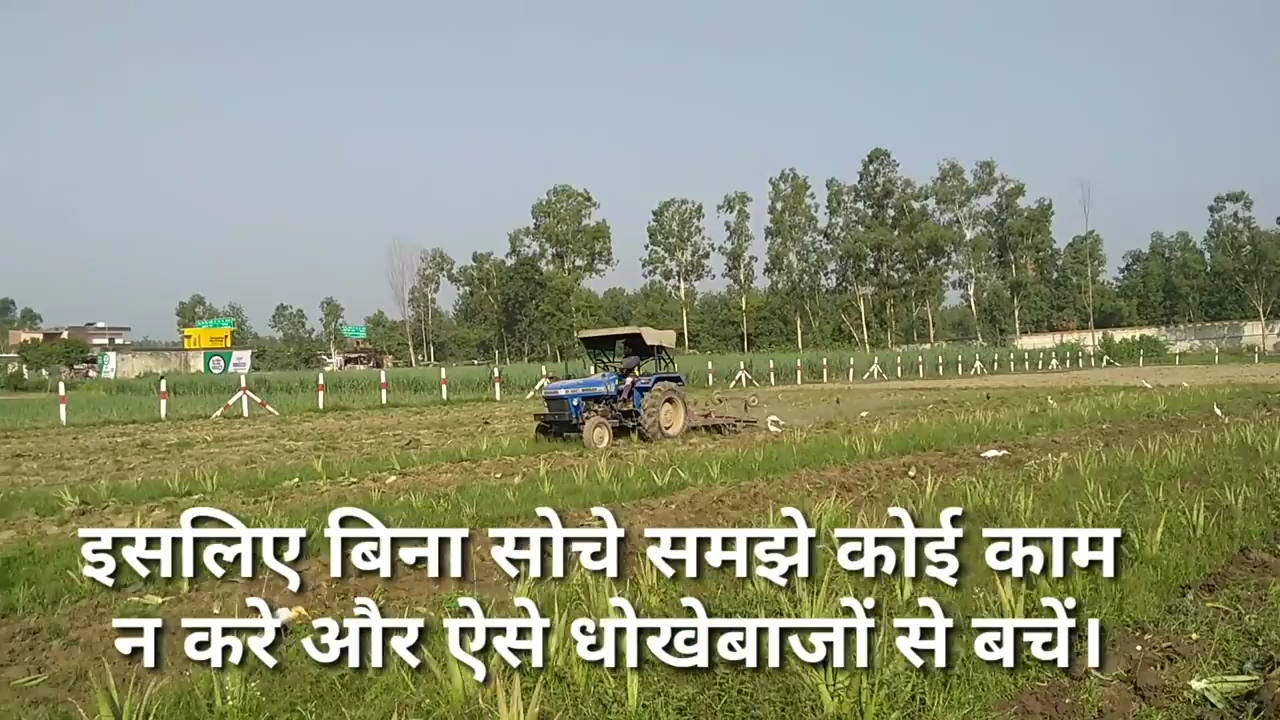 इसलिए बिना सोचे समझे कोई काम
न करें और ऐसे धोखेबाजों से बचें।